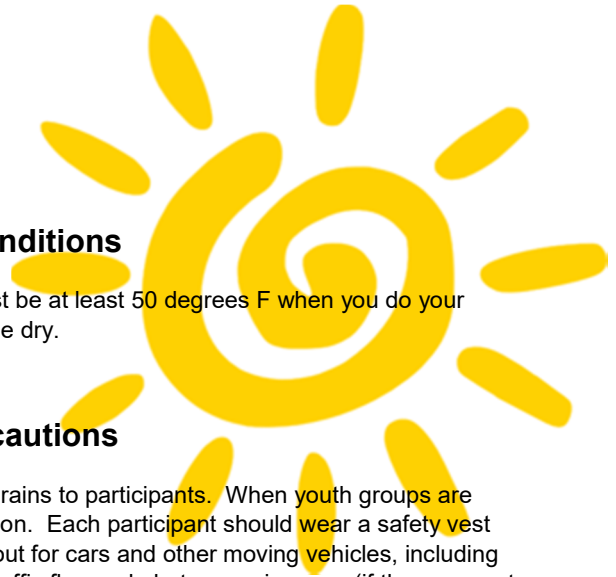 nditions
st be at least 50 degrees F when you do your
e dry.
cautions
rains to participants. When youth groups are
on. Each participant should wear a safety vest
out for cars and other moving vehicles, including